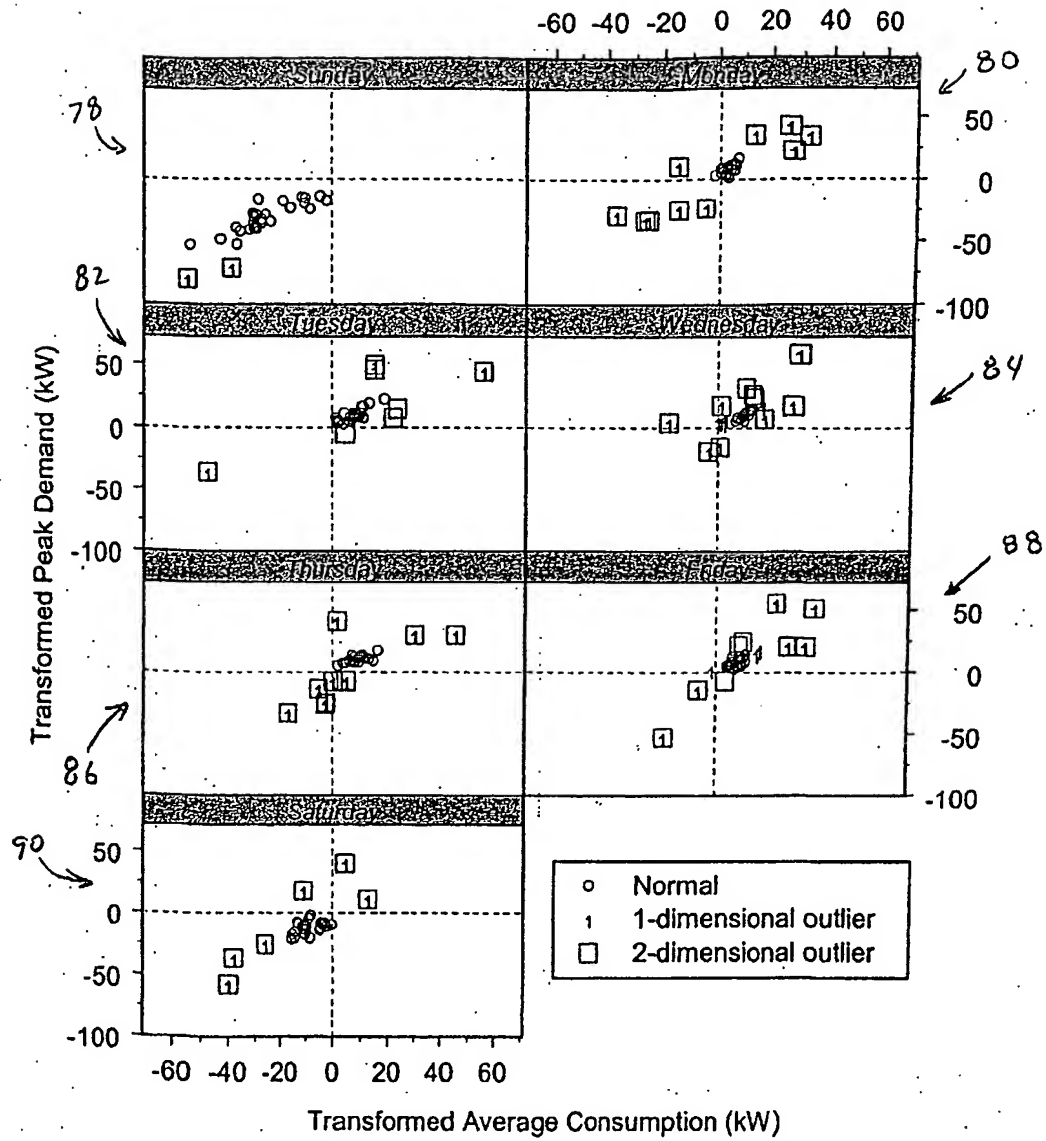 -60 -40 -20 0 20 40 60
Sunday Monday
78 80
50
0
-50
-100
82
Tuesday Wednesday
50
0
-50
-100
84
Thursday Friday
86 88
50
0
-50
-100
Saturday
90
50
0
-50
-100
-60 -40 -20 0 20 40 60
Transformed Peak Demand (kW)
Transformed Average Consumption (kW)
Normal
1 1-dimensional outlier
2-dimensional outlier